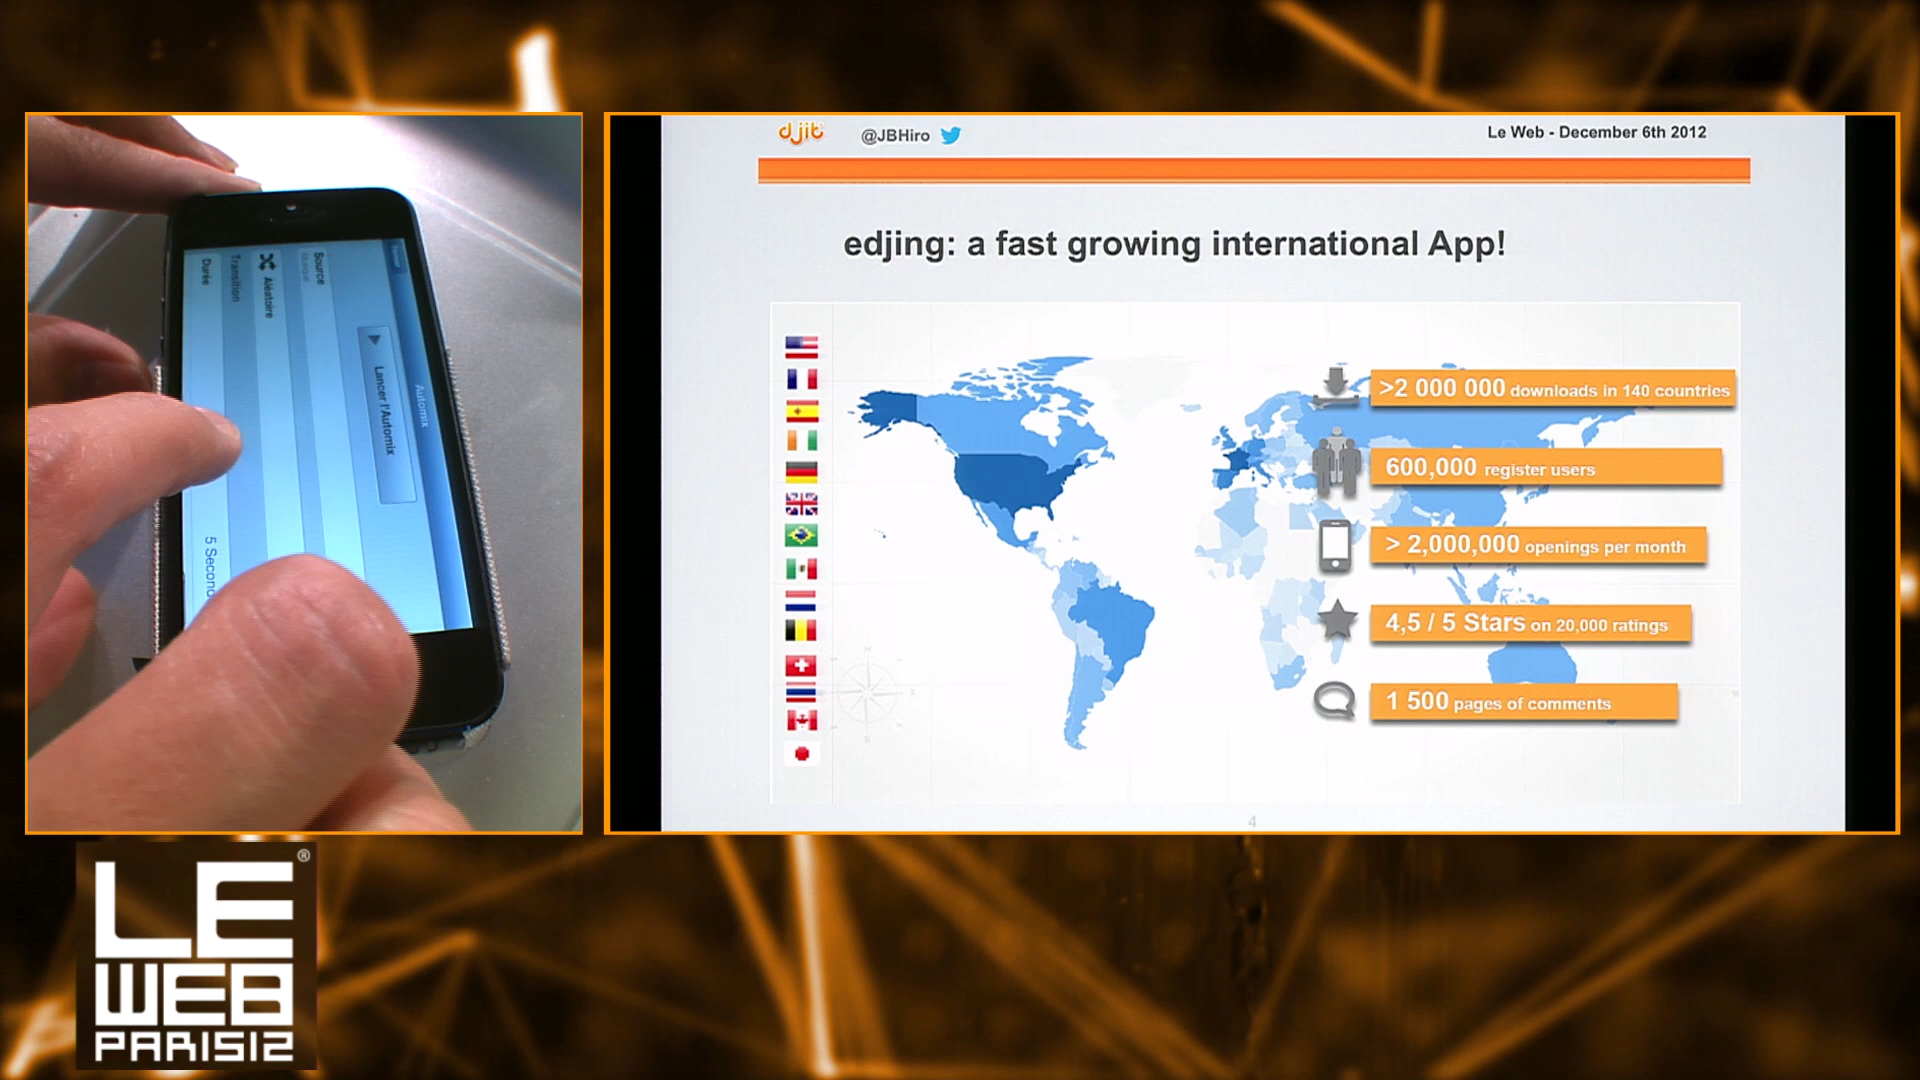 djit
@JBHiro
Le Web - December 6th 2012
edjing: a fast growing international App!
>2 000 000 downloads in 140 countries
600,000 register users
> 2,000,000 openings per month
4,5 / 5 Stars on 20,000 ratings
1 500 pages of comments
4
Automix
Lancer l'Automix
Source
Aléatoire
Transition
Durée
LE®
WEB
PARIS12